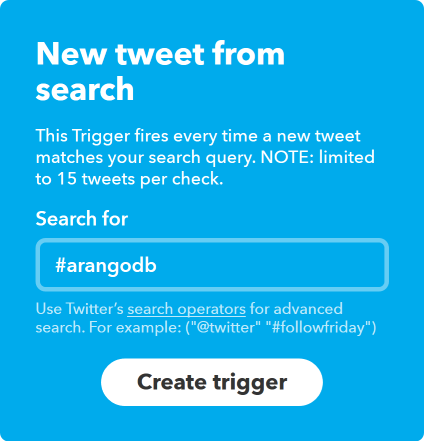 New tweet from
search
This Trigger fires every time a new tweet
matches your search query. NOTE: limited
to 15 tweets per check.
Search for
#arangodb
Use Twitter's search operators for advanced
search. For example: ("@twitter" "#followfriday")
Create trigger